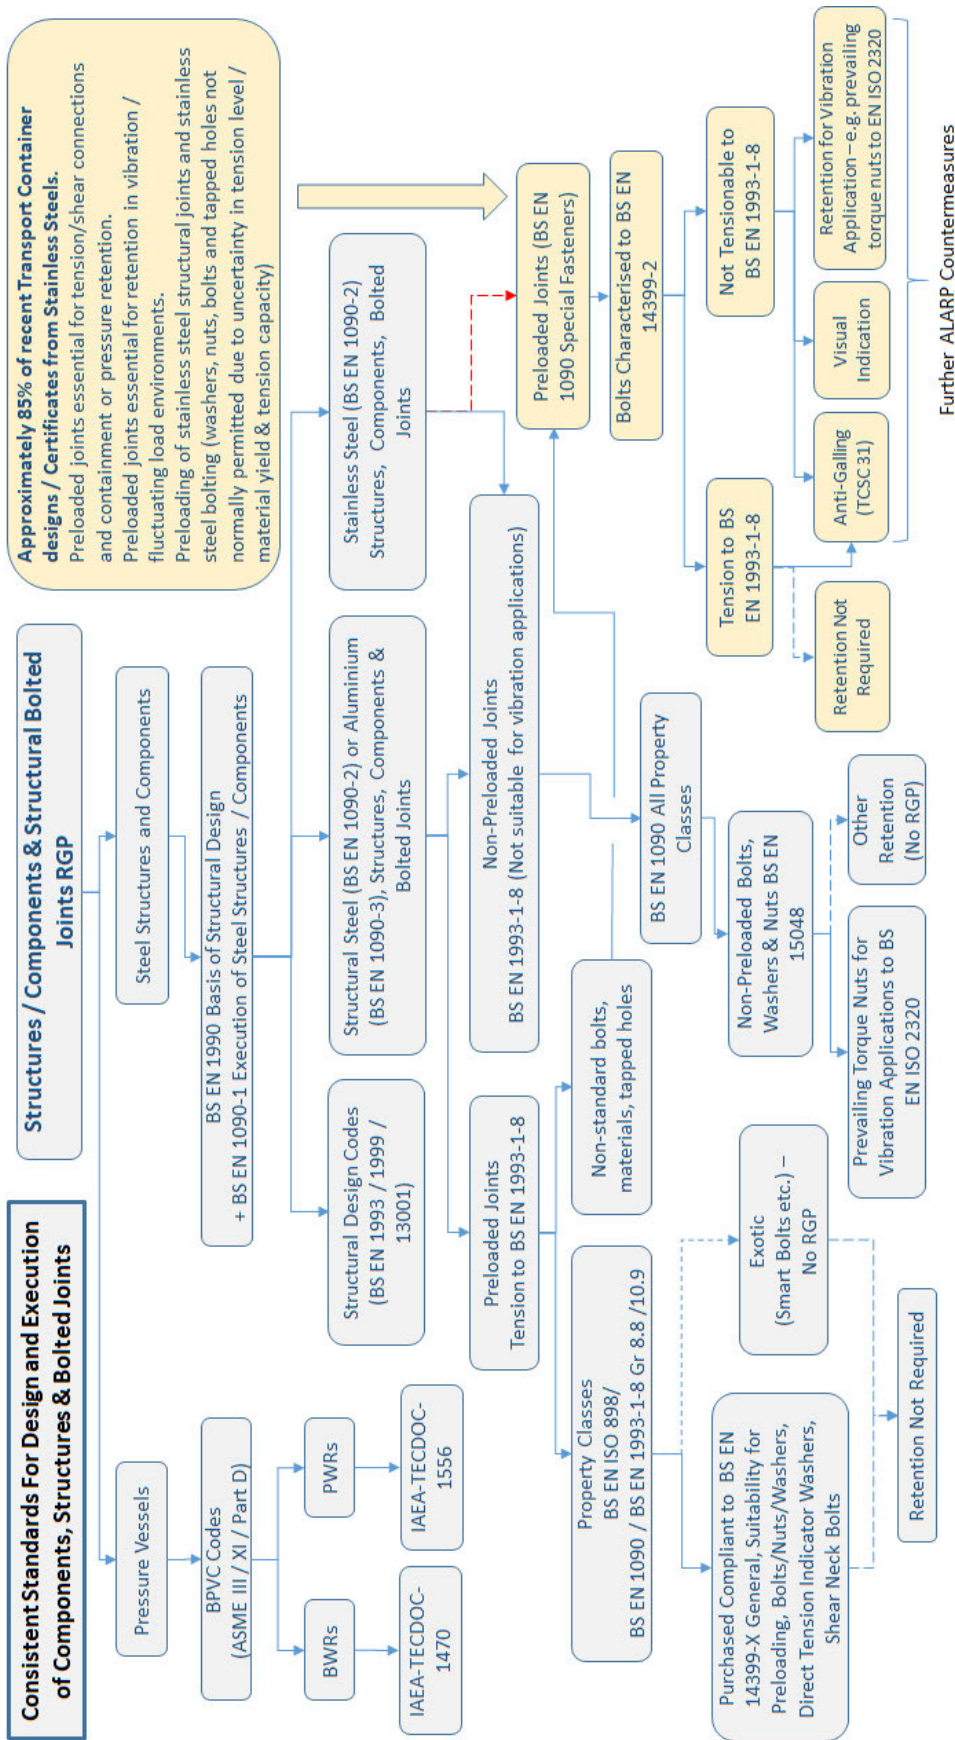 Consistent Standards For Design and Execution
of Components, Structures & Bolted Joints
Structures / Components & Structural Bolted
Joints RGP
Approximately 85% of recent Transport Container
designs / Certificates from Stainless Steels.
Preloaded joints essential for tension/shear connections
and containment or pressure retention.
Preloaded joints essential for retention in vibration /
fluctuating load environments.
Preloading of stainless steel structural joints and stainless
steel bolting (washers, nuts, bolts and tapped holes not
normally permitted due to uncertainty in tension level /
material yield & tension capacity)
Pressure Vessels
Steel Structures and Components
BPVC Codes
(ASME III / XI / Part D)
BS EN 1990 Basis of Structural Design
+ BS EN 1090-1 Execution of Steel Structures / Components
BWRs
PWRs
Structural Design Codes
(BS EN 1993 / 1999 /
13001)
Structural Steel (BS EN 1090-2) or Aluminium
(BS EN 1090-3), Structures, Components &
Bolted Joints
Stainless Steel (BS EN 1090-2)
Structures, Components, Bolted
Joints
IAEA-TECDOC-
1470
IAEA-TECDOC-
1556
Preloaded Joints
Tension to BS EN 1993-1-8
Non-Preloaded Joints
BS EN 1993-1-8 (Not suitable for vibration applications)
Preloaded Joints (BS EN
1090 Special Fasteners)
Property Classes
BS EN ISO 898/
BS EN 1090 / BS EN 1993-1-8 Gr 8.8 /10.9
Non-standard bolts,
materials, tapped holes
BS EN 1090 All Property
Classes
Bolts Characterised to BS EN
14399-2
Purchased Compliant to BS EN
14399-X General, Suitability for
Preloading, Bolts/Nuts/Washers,
Direct Tension Indicator Washers,
Shear Neck Bolts
Exotic
(Smart Bolts etc.) –
No RGP
Non-Preloaded Bolts,
Washers & Nuts BS EN
15048
Tension to BS
EN 1993-1-8
Not Tensionable to
BS EN 1993-1-8
Prevailing Torque Nuts for
Vibration Applications to BS
EN ISO 2320
Other
Retention
(No RGP)
Retention Not
Required
Anti-Galling
(TCSC 31)
Visual
Indication
Retention for Vibration
Application – e.g. prevailing
torque nuts to EN ISO 2320
Retention Not Required
Further ALARP Countermeasures